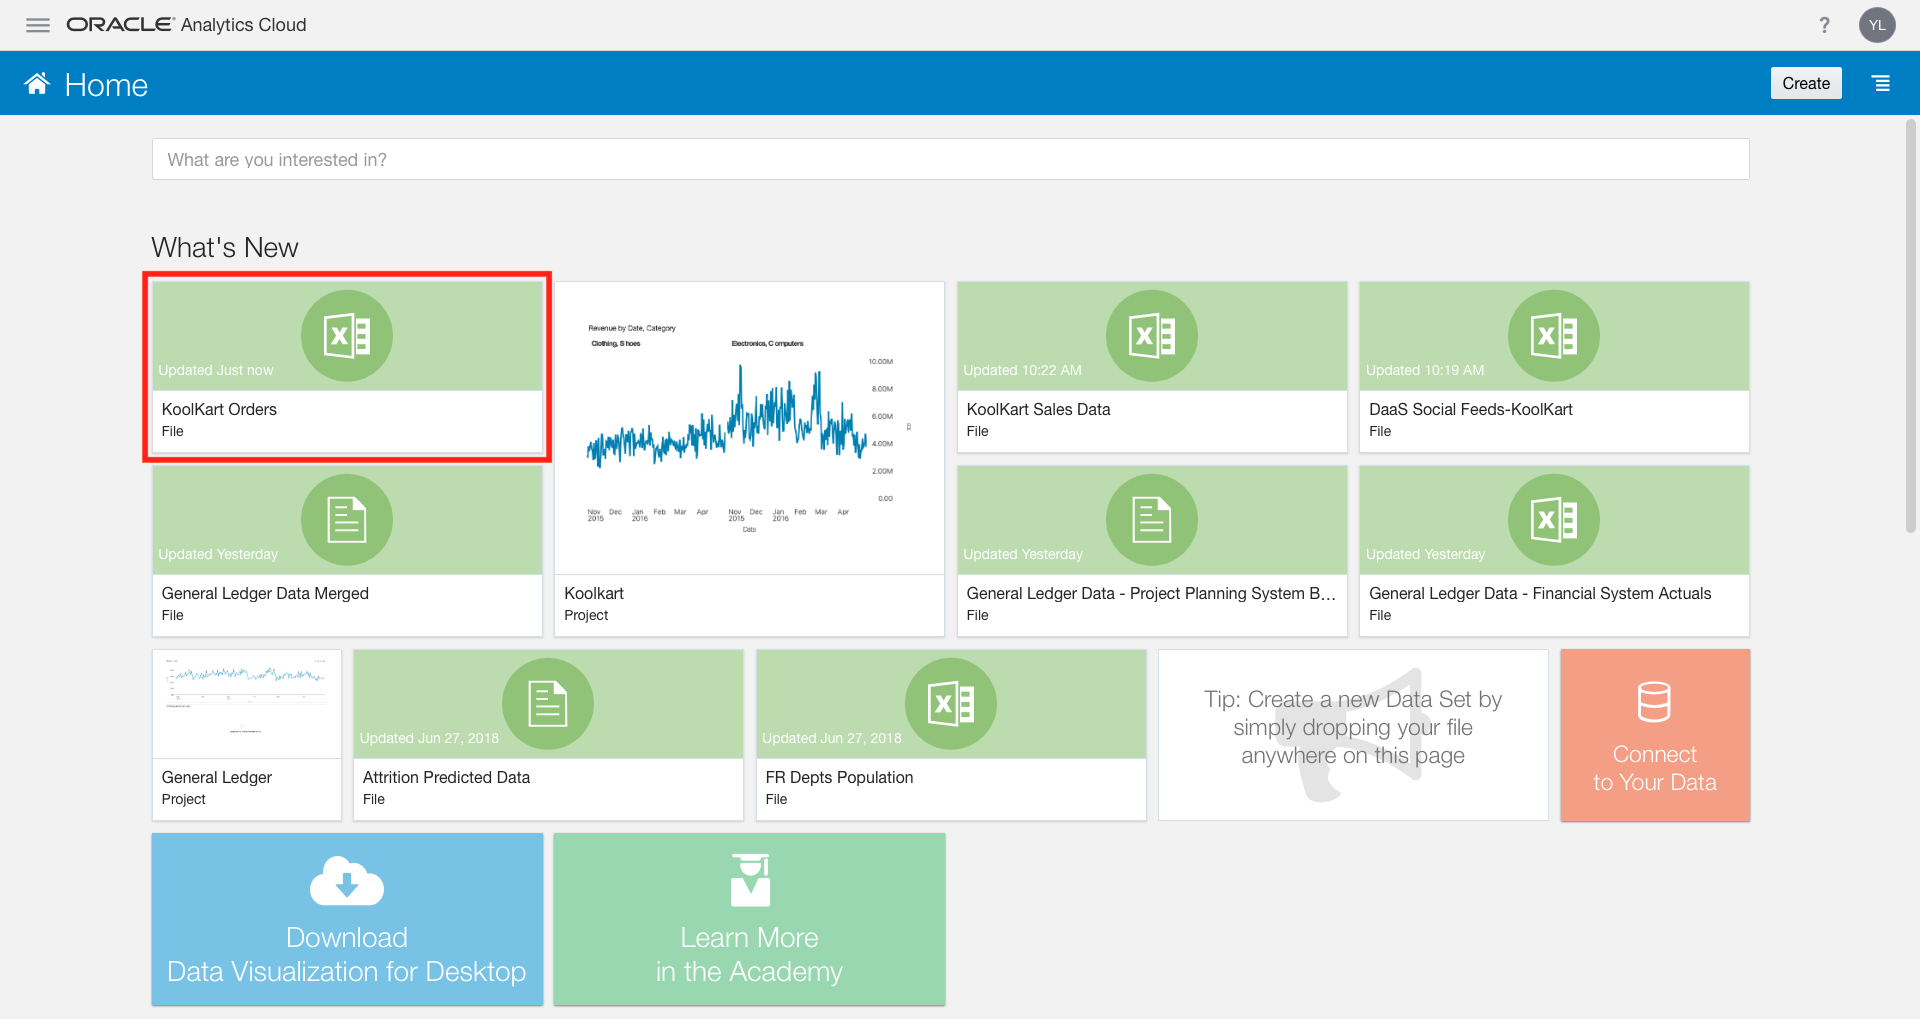 ORACLE Analytics Cloud
?
YL
Home
Create
What are you interested in?
What's New
Updated Just now
KoolKart Orders
File
Revenue by Date, Category
Clothing, Shoes
Electronics, Computers
10.00M
8.00M
6.00M
4.00M
2.00M
0.00
Nov Dec Jan Feb Mar Apr Nov Dec Jan Feb Mar Apr
2015 2016 2015 2016
Date
Koolkart
Project
Updated 10:22 AM
KoolKart Sales Data
File
Updated 10:19 AM
DaaS Social Feeds-KoolKart
File
Updated Yesterday
General Ledger Data Merged
File
Updated Yesterday
General Ledger Data - Project Planning System B...
File
Updated Yesterday
General Ledger Data - Financial System Actuals
File
General Ledger
Project
Updated Jun 27, 2018
Attrition Predicted Data
File
Updated Jun 27, 2018
FR Depts Population
File
Tip: Create a new Data Set by
simply dropping your file
anywhere on this page
Connect
to Your Data
Download
Data Visualization for Desktop
Learn More
in the Academy